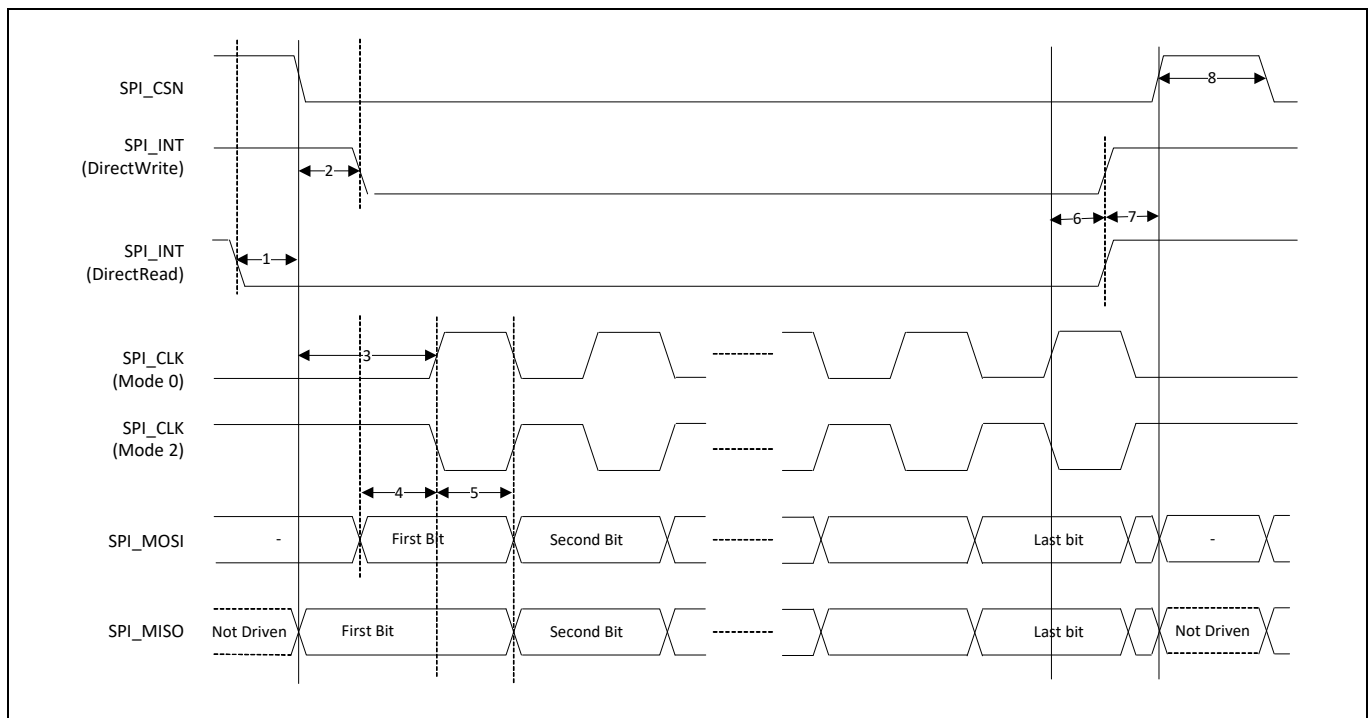 SPI_CSN
8
SPI_INT
(DirectWrite)
2
6
7
SPI_INT
(DirectRead)
1
SPI_CLK
(Mode 0)
3
SPI_CLK
(Mode 2)
4
5
SPI_MOSI
-
First Bit
Second Bit
Last bit
-
SPI_MISO
Not Driven
First Bit
Second Bit
Last bit
Not Driven